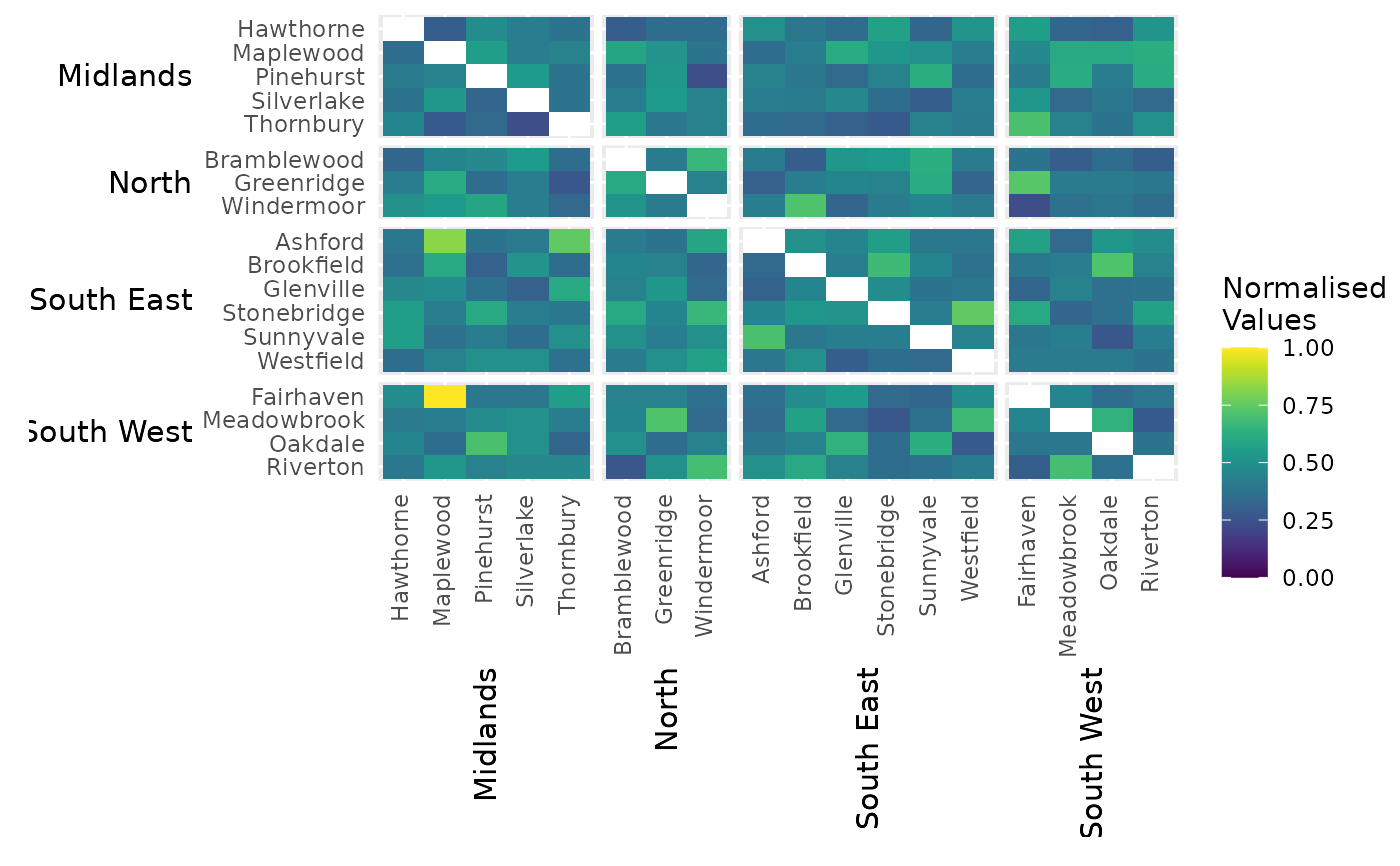 Hawthorne
Maplewood
Midlands
Pinehurst
Silverlake
Thornbury
Bramblewood
North
Greenridge
Windermoor
Ashford
Brookfield
South East
Glenville
Stonebridge
Sunnyvale
Westfield
Fairhaven
Meadowbrook
South West
Oakdale
Riverton
Normalised
Values
1.00
0.75
0.50
0.25
0.00
Hawthorne
Maplewood
Pinehurst
Silverlake
Thornbury
Bramblewood
Greenridge
Windermoor
Ashford
Brookfield
Glenville
Stonebridge
Sunnyvale
Westfield
Fairhaven
Meadowbrook
Oakdale
Riverton
Midlands
North
South East
South West